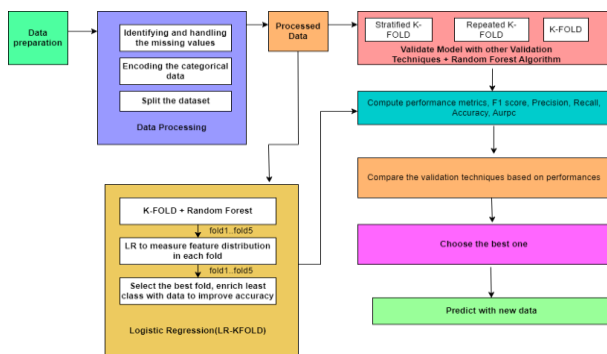 Data
preparation
Identifying and handling
the missing values
Encoding the categorical
data
Split the dataset
Data Processing
Processed
Data
Stratified K-
FOLD
Repeated K-
FOLD
K-FOLD
Validate Model with other Validation
Techniques + Random Forest Algorithm
Compute performance metrics, F1 score, Precision, Recall,
Accuracy, Aurpc
Compare the validation techniques based on performances
Choose the best one
Predict with new data
K-FOLD + Random Forest
fold1..fold5
LR to measure feature distribution
in each fold
fold1..fold5
Select the best fold, enrich least
class with data to improve accuracy
Logistic Regression(LR-KFOLD)